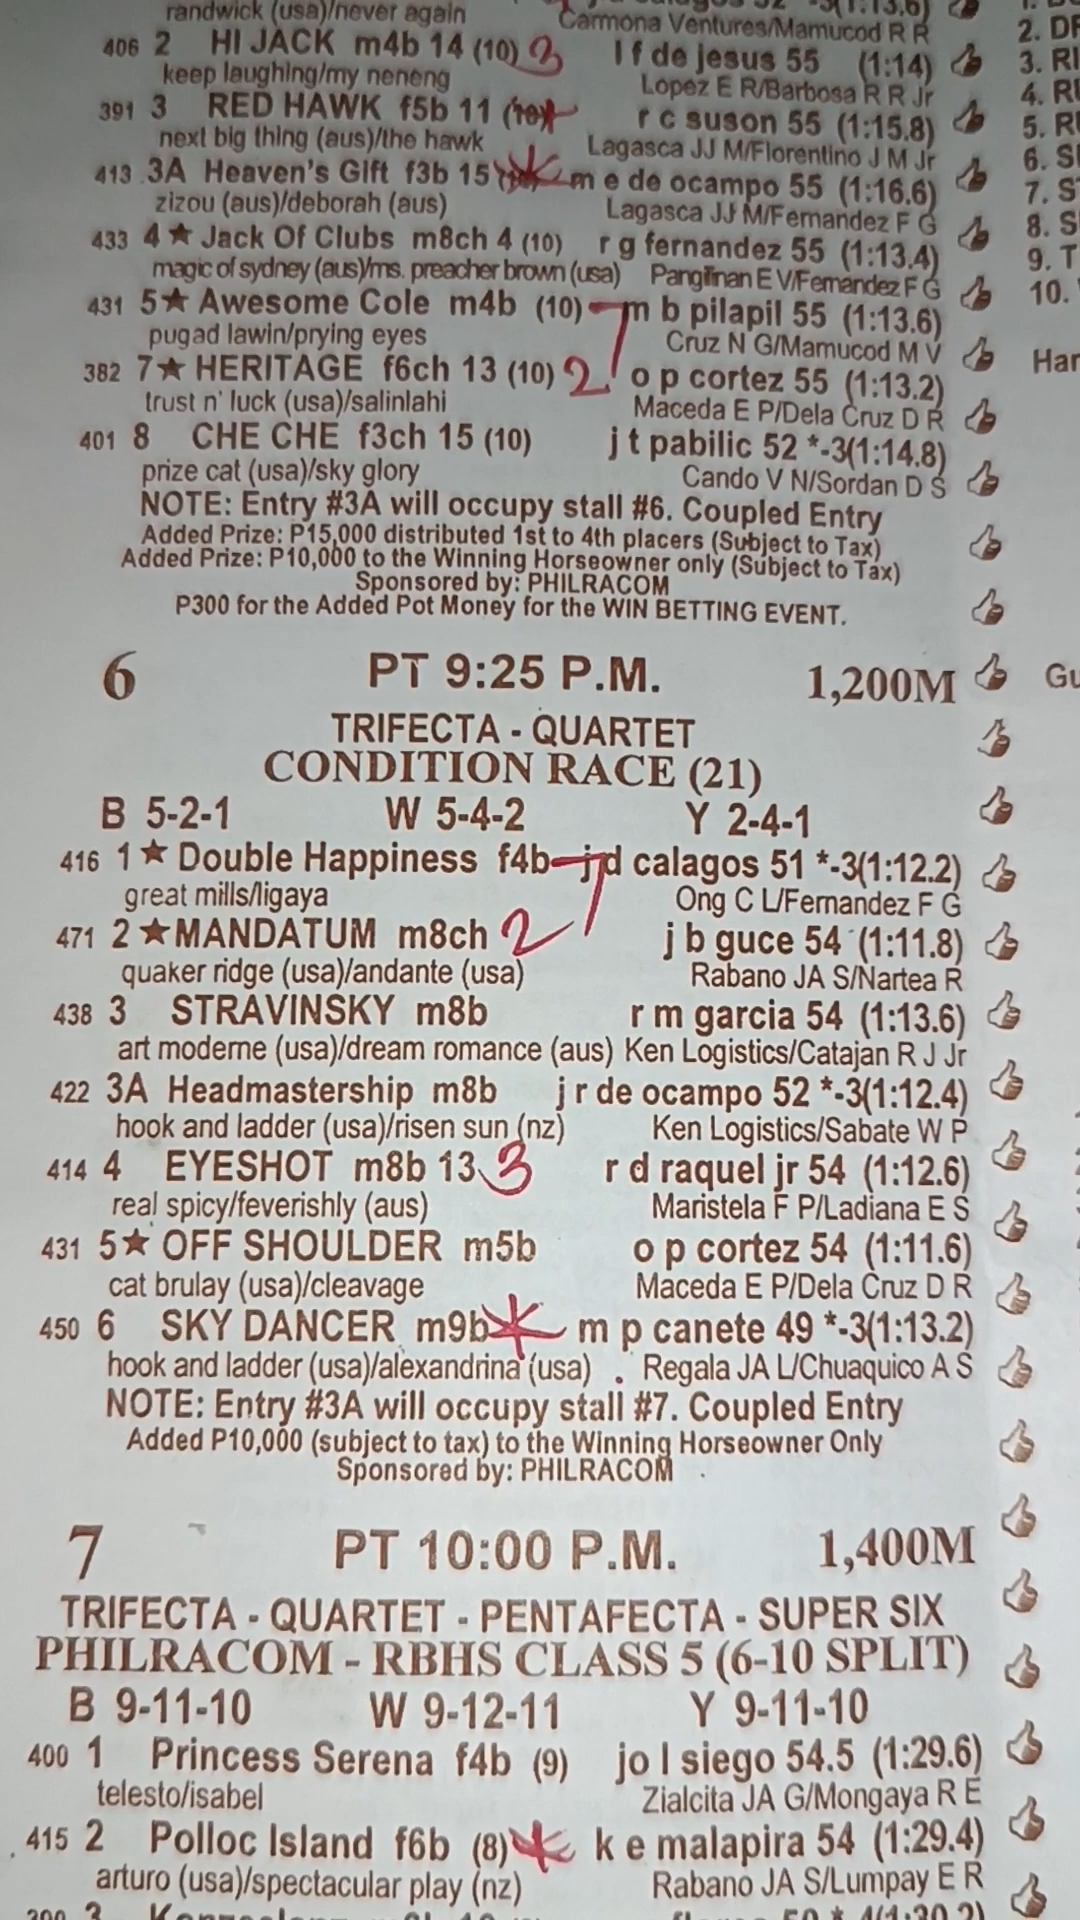 randwick (usa)/never again Carmona Ventures/Mamucod R R
406 2 HI JACK m4b 14 (10) 3 l f de jesus 55 (1:14)
keep laughing/my neneng Lopez E R/Barbosa R R Jr
391 3 RED HAWK f5b 11 (10) r c suson 55 (1:15.8)
next big thing (aus)/the hawk Lagasca JJ M/Florentino J M Jr
413 3A Heaven's Gift f3b 15 m e de ocampo 55 (1:16.6)
zizou (aus)/deborah (aus) Lagasca JJ M/Fernandez F G
433 4 ★ Jack Of Clubs m8ch 4 (10) r g fernandez 55 (1:13.4)
magic of sydney (aus)/ms. preacher brown (usa) Pangilinan E V/Fernandez F G
431 5★ Awesome Cole m4b (10) 7 m b pilapil 55 (1:13.6)
pugad lawin/prying eyes Cruz N G/Mamucod M V
382 7★ HERITAGE f6ch 13 (10) 2 o p cortez 55 (1:13.2)
trust n' luck (usa)/salinlahi Maceda E P/Dela Cruz D R
401 8 CHE CHE f3ch 15 (10) j t pabilic 52 *-3(1:14.8)
prize cat (usa)/sky glory Cando V N/Sordan D S
NOTE: Entry #3A will occupy stall #6. Coupled Entry
Added Prize: P15,000 distributed 1st to 4th placers (Subject to Tax)
Added Prize: P10,000 to the Winning Horseowner only (Subject to Tax)
Sponsored by: PHILRACOM
P300 for the Added Pot Money for the WIN BETTING EVENT.
6 PT 9:25 P.M. 1,200M
TRIFECTA - QUARTET
CONDITION RACE (21)
B 5-2-1 W 5-4-2 Y 2-4-1
416 1★ Double Happiness f4b 7 j d calagos 51 *-3(1:12.2)
great mills/ligaya Ong C L/Fernandez F G
471 2★MANDATUM m8ch 2 j b guce 54 (1:11.8)
quaker ridge (usa)/andante (usa) Rabano JA S/Nartea R
438 3 STRAVINSKY m8b r m garcia 54 (1:13.6)
art moderne (usa)/dream romance (aus) Ken Logistics/Catajan R J Jr
422 3A Headmastership m8b j r de ocampo 52 *-3(1:12.4)
hook and ladder (usa)/risen sun (nz) Ken Logistics/Sabate W P
414 4 EYESHOT m8b 13 3 r d raquel jr 54 (1:12.6)
real spicy/feverishly (aus) Maristela F P/Ladiana E S
431 5★ OFF SHOULDER m5b o p cortez 54 (1:11.6)
cat brulay (usa)/cleavage Maceda E P/Dela Cruz D R
450 6 SKY DANCER m9b m p canete 49 *-3(1:13.2)
hook and ladder (usa)/alexandrina (usa) Regala JA L/Chuaquico A S
NOTE: Entry #3A will occupy stall #7. Coupled Entry
Added P10,000 (subject to tax) to the Winning Horseowner Only
Sponsored by: PHILRACOM
7 PT 10:00 P.M. 1,400M
TRIFECTA - QUARTET - PENTAFECTA - SUPER SIX
PHILRACOM - RBHS CLASS 5 (6-10 SPLIT)
B 9-11-10 W 9-12-11 Y 9-11-10
400 1 Princess Serena f4b (9) jo l siego 54.5 (1:29.6)
telesto/isabel Zialcita JA G/Mongaya R E
415 2 Polloc Island f6b (8) k e malapira 54 (1:29.4)
arturo (usa)/spectacular play (nz) Rabano JA S/Lumpay E R
2.
3.
4.
5.
6.
7.
8.
9.
10.